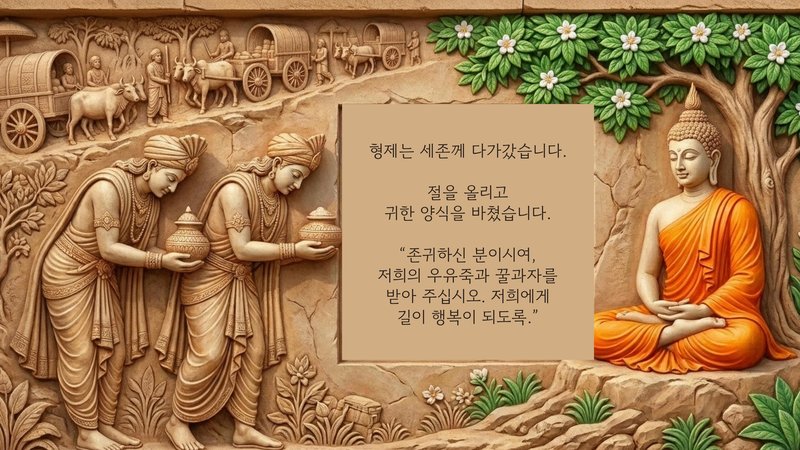 형제는 세존께 다가갔습니다.
절을 올리고
귀한 양식을 바쳤습니다.
“존귀하신 분이시여,
저희의 우유죽과 꿀과자를
받아 주십시오. 저희에게
길이 행복이 되도록.”